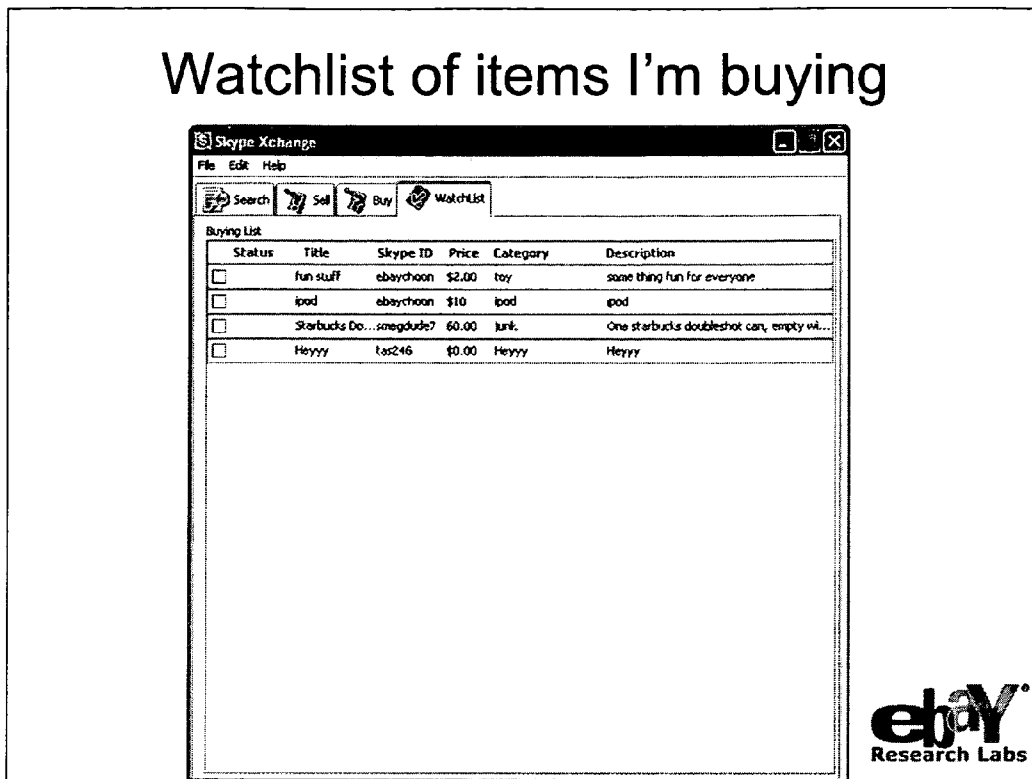 Watchlist of items I'm buying
Skype Xchange
File Edit Help
Search Sell Buy WatchList
Buying List
Status Title Skype ID Price Category Description
fun stuff ebaychoon $2.00 toy some thing fun for everyone
ipod ebaychoon $10 ipod ipod
Starbucks Do...smegdude7 60.00 junk One starbucks doubleshot can, empty wi...
Heyyy tas246 $0.00 Heyyy Heyyy
ebaY®
Research Labs